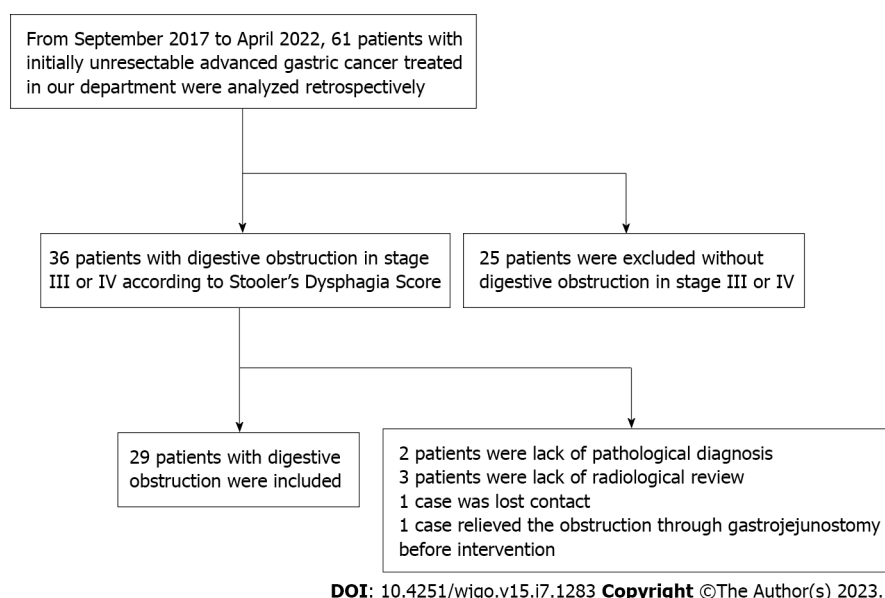 From September 2017 to April 2022, 61 patients with
initially unresectable advanced gastric cancer treated
in our department were analyzed retrospectively
36 patients with digestive obstruction in stage
III or IV according to Stooler’s Dysphagia Score
25 patients were excluded without
digestive obstruction in stage III or IV
29 patients with digestive
obstruction were included
2 patients were lack of pathological diagnosis
3 patients were lack of radiological review
1 case was lost contact
1 case relieved the obstruction through gastrojejunostomy
before intervention
DOI: 10.4251/wjgo.v15.i7.1283 Copyright ©The Author(s) 2023.